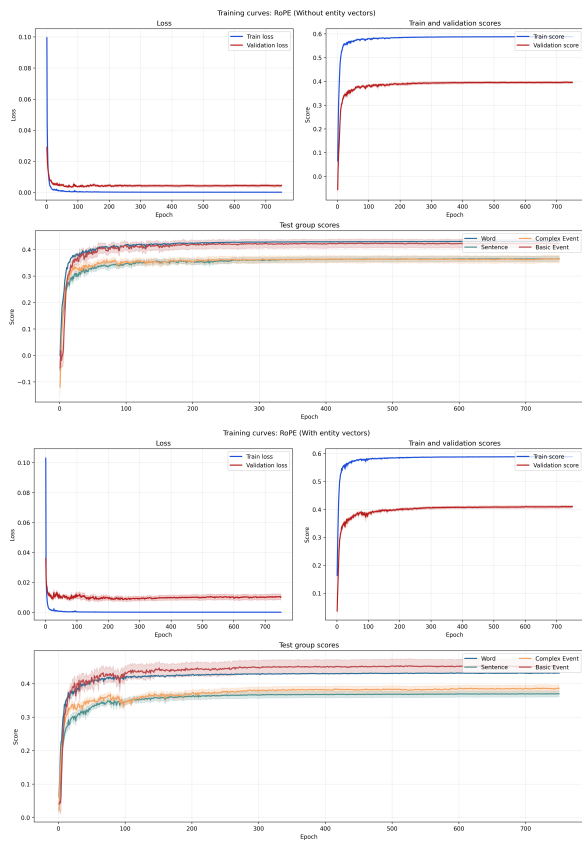 Training curves: RoPE (Without entity vectors)
Loss
Train and validation scores
Train loss
Validation loss
Train score
Validation score
0.10
0.08
0.06
0.04
0.02
0.00
Loss
0 100 200 300 400 500 600 700
Epoch
0.6
0.5
0.4
0.3
0.2
0.1
0.0
Score
0 100 200 300 400 500 600 700
Epoch
Test group scores
Word
Sentence
Complex Event
Basic Event
0.4
0.3
0.2
0.1
0.0
−0.1
Score
0 100 200 300 400 500 600 700
Epoch
Training curves: RoPE (With entity vectors)
Loss
Train and validation scores
Train loss
Validation loss
Train score
Validation score
0.10
0.08
0.06
0.04
0.02
0.00
Loss
0 100 200 300 400 500 600 700
Epoch
0.6
0.5
0.4
0.3
0.2
0.1
0.0
Score
0 100 200 300 400 500 600 700
Epoch
Test group scores
Word
Sentence
Complex Event
Basic Event
0.4
0.3
0.2
0.1
0.0
Score
0 100 200 300 400 500 600 700
Epoch